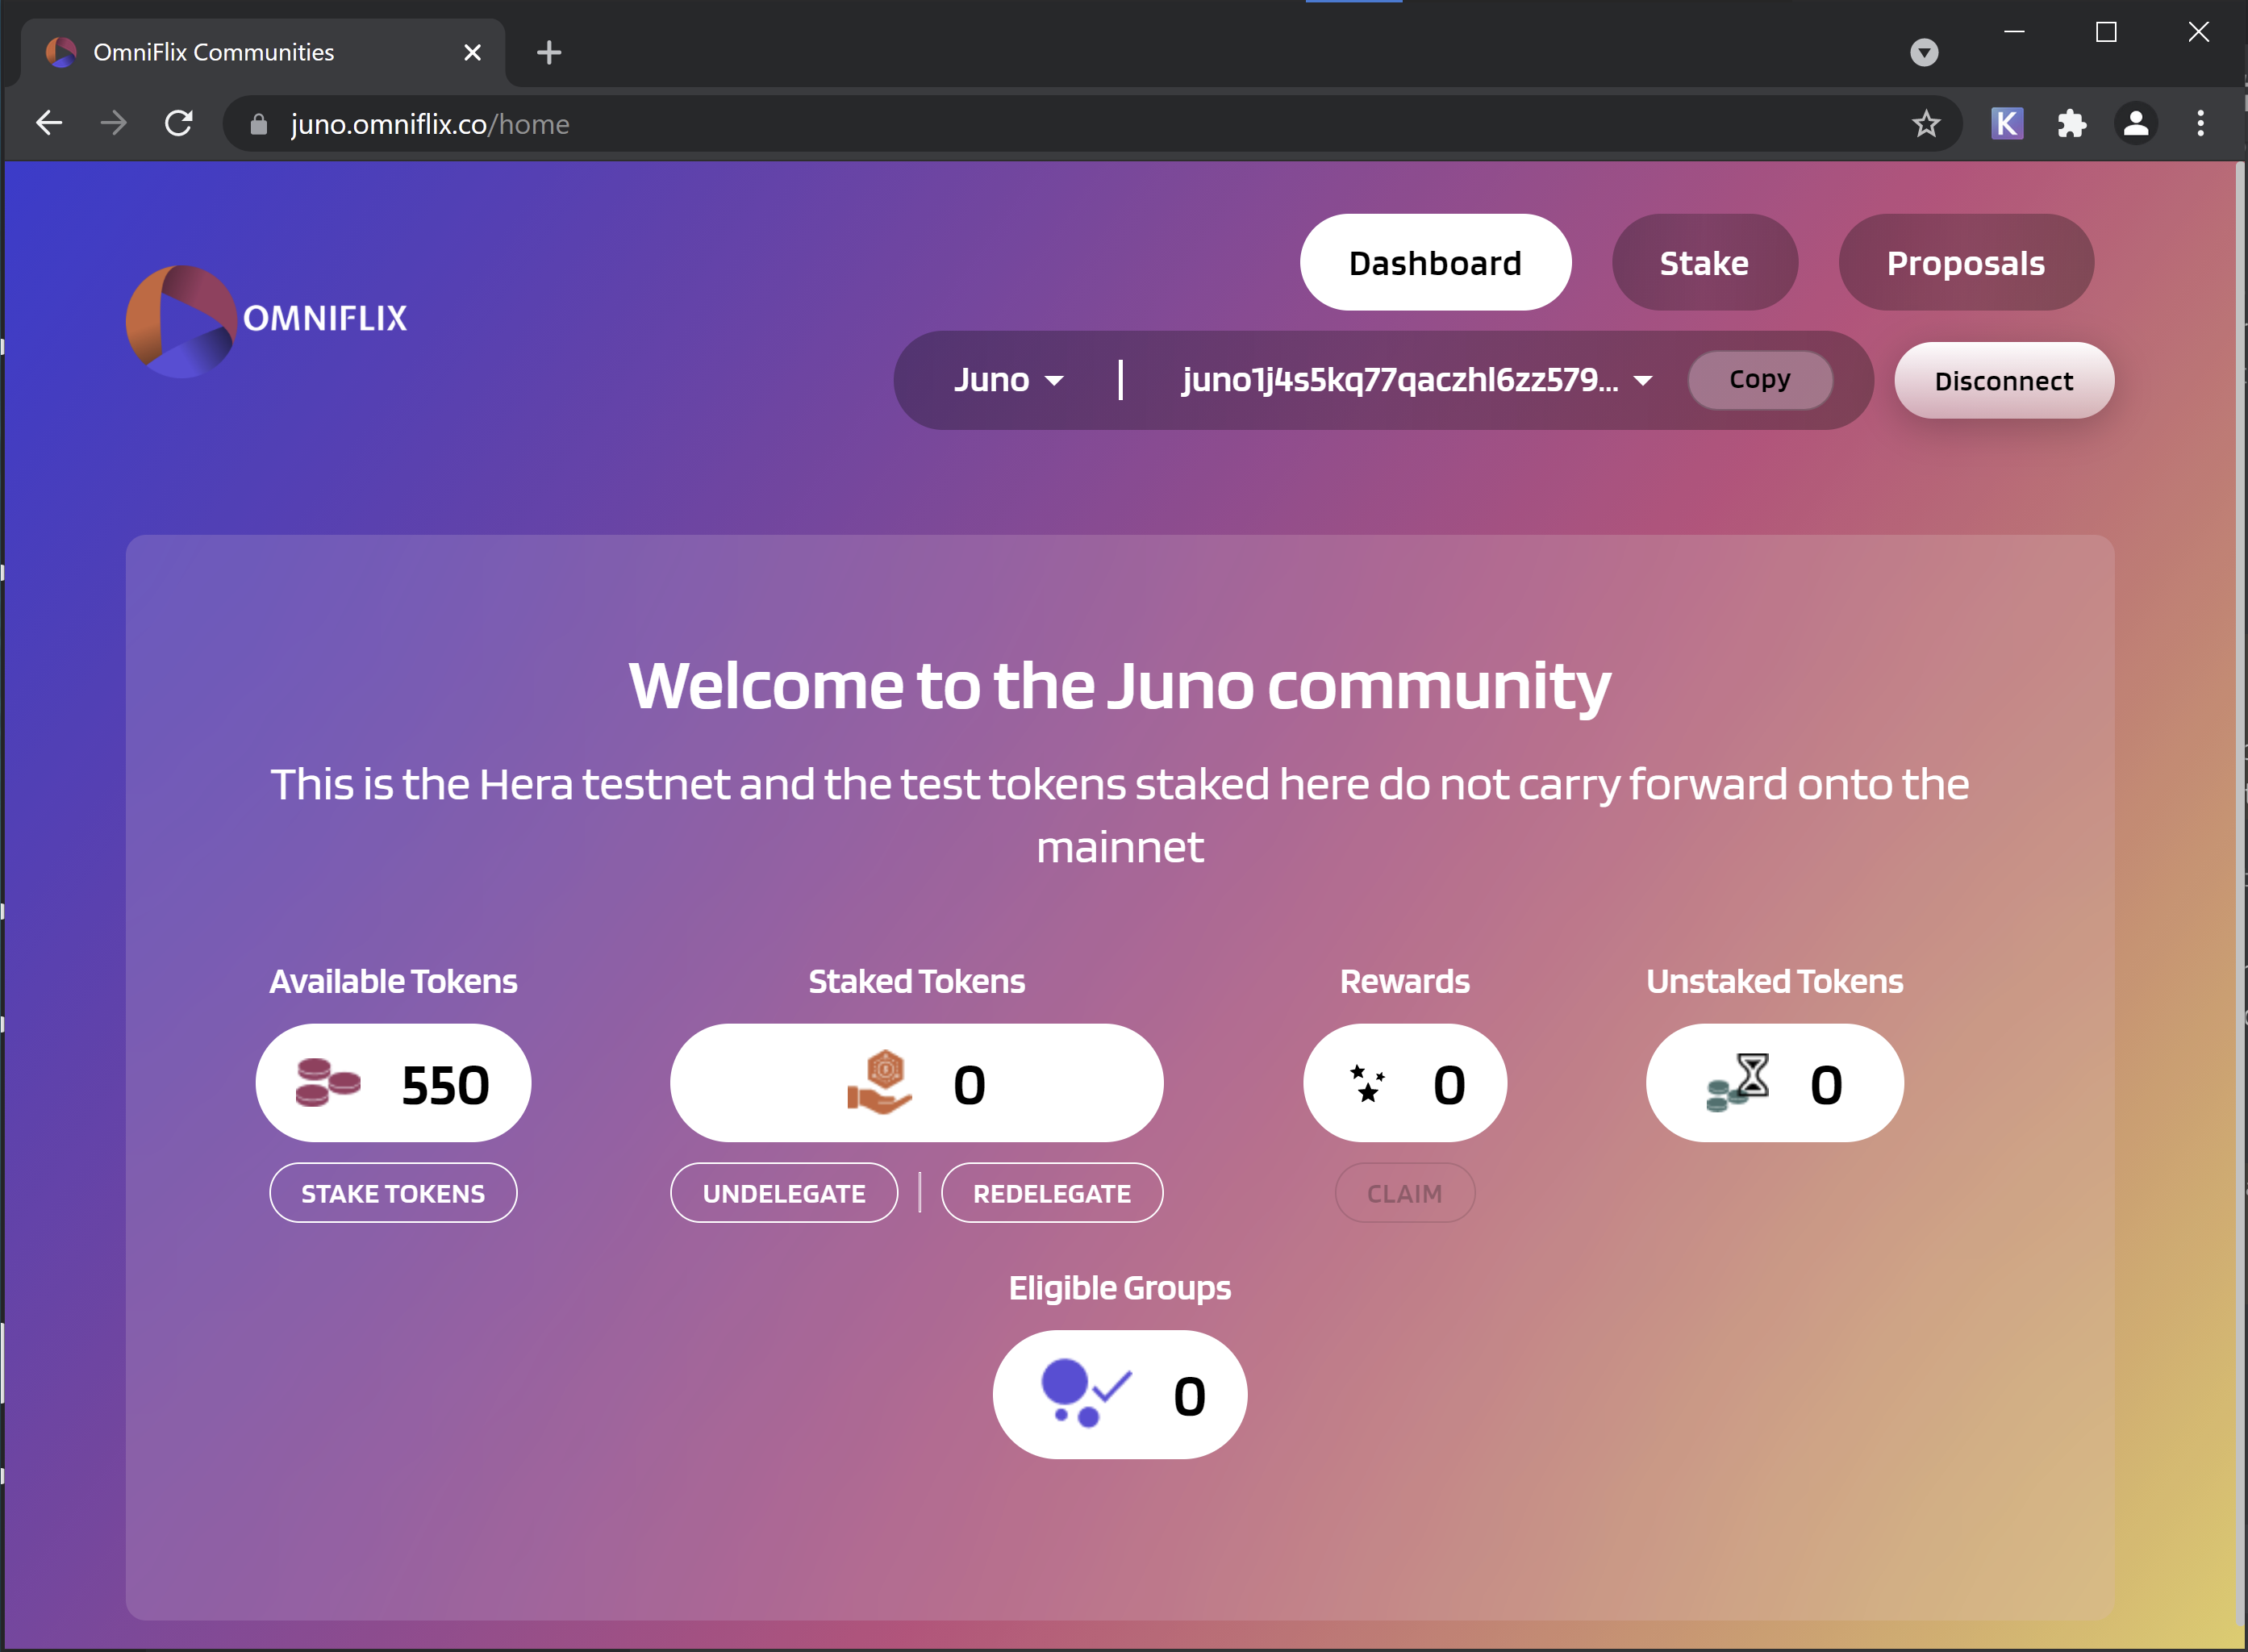 OmniFlix Communities
juno.omniflix.co/home
Dashboard
Stake
Proposals
OMNIFLIX
Juno
juno1j4s5kq77qaczhl6zz579...
Copy
Disconnect
Welcome to the Juno community
This is the Hera testnet and the test tokens staked here do not carry forward onto the
mainnet
Available Tokens
Staked Tokens
Rewards
Unstaked Tokens
550
0
0
0
STAKE TOKENS
UNDELEGATE
REDELEGATE
CLAIM
Eligible Groups
0